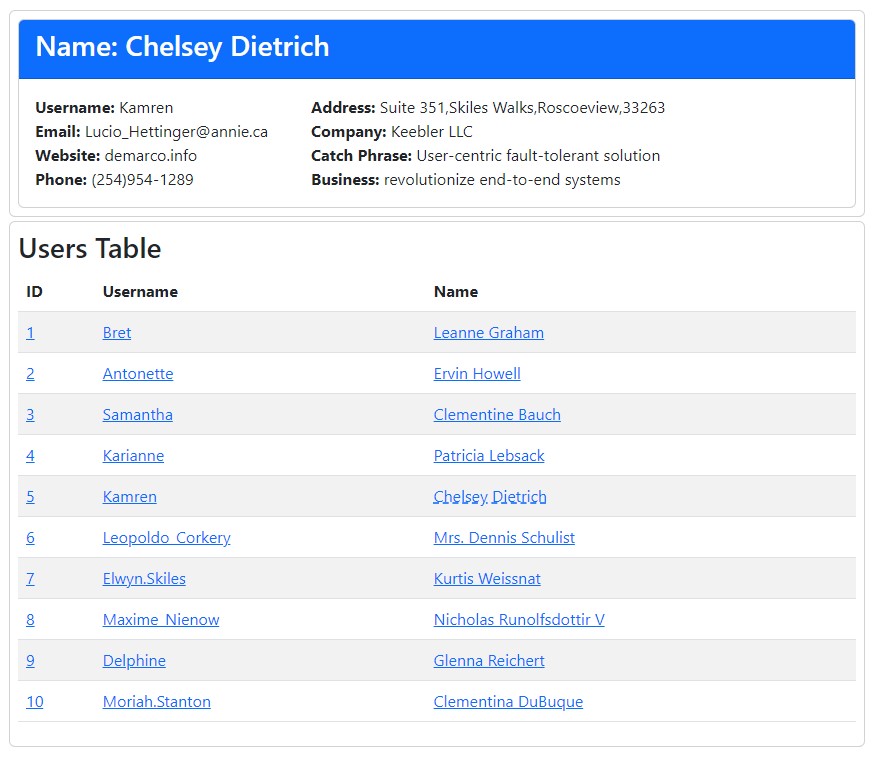 Name: Chelsey Dietrich
Username: Kamren
Email: Lucio_Hettinger@annie.ca
Website: demarco.info
Phone: (254)954-1289
Address: Suite 351,Skiles Walks,Roscoeview,33263
Company: Keebler LLC
Catch Phrase: User-centric fault-tolerant solution
Business: revolutionize end-to-end systems
Users Table
ID Username Name
1 Bret Leanne Graham
2 Antonette Ervin Howell
3 Samantha Clementine Bauch
4 Karianne Patricia Lebsack
5 Kamren Chelsey Dietrich
6 Leopoldo_Corkery Mrs. Dennis Schulist
7 Elwyn.Skiles Kurtis Weissnat
8 Maxime_Nienow Nicholas Runolfsdottir V
9 Delphine Glenna Reichert
10 Moriah.Stanton Clementina DuBuque